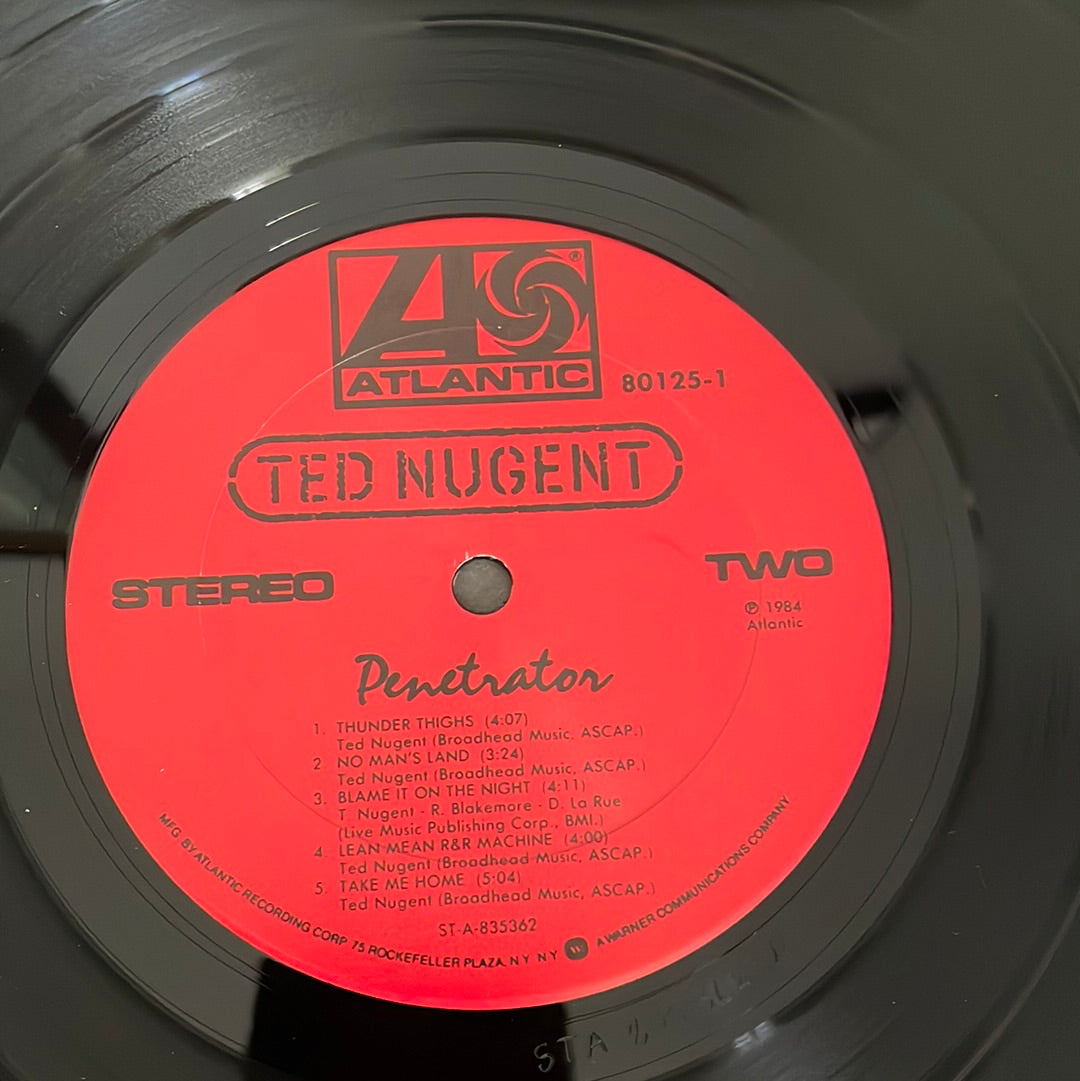 ®
ATLANTIC
80125-1
TED NUGENT
STEREO
TWO
℗ 1984
Atlantic
Penetrator
1. THUNDER THIGHS (4:07)
Ted Nugent (Broadhead Music, ASCAP.)
2 NO MAN'S LAND (3:24)
Ted Nugent (Broadhead Music, ASCAP.)
3. BLAME IT ON THE NIGHT (4:11)
T. Nugent - R. Blakemore - D. La Rue
(Live Music Publishing Corp., BMI.)
4. LEAN MEAN R&R MACHINE (4:00)
Ted Nugent (Broadhead Music, ASCAP.)
5. TAKE ME HOME (5:04)
Ted Nugent (Broadhead Music, ASCAP.)
ST-A-835362
MFG BY ATLANTIC RECORDING CORP 75 ROCKEFELLER PLAZA, N Y N Y A WARNER COMMUNICATIONS COMPANY
STA